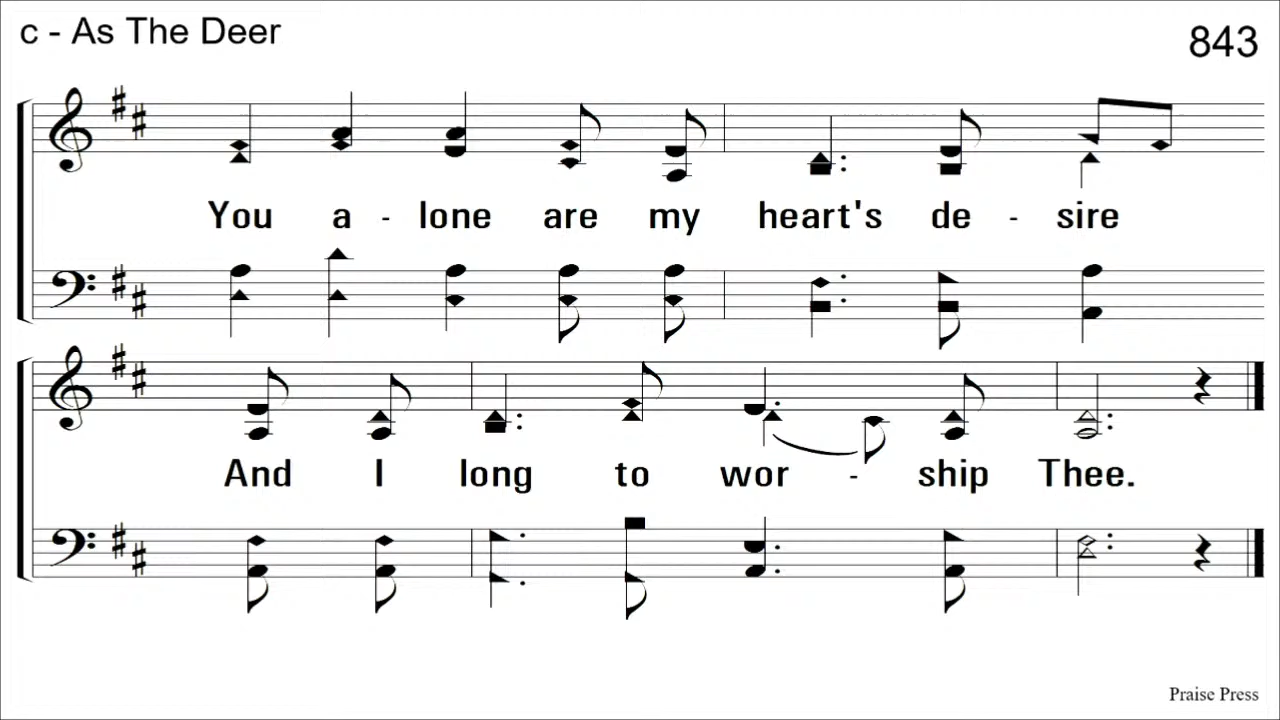 c - As The Deer
843
You a - lone are my heart's de - sire
And I long to wor - ship Thee.
Praise Press